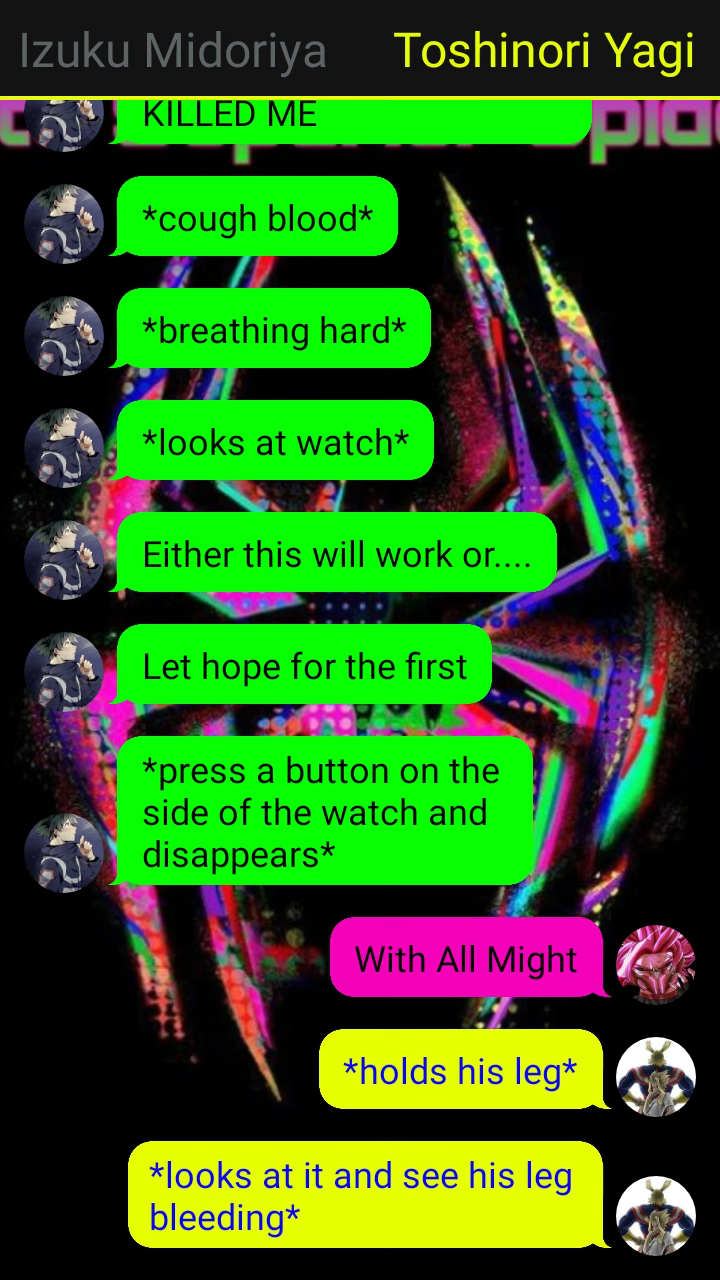 Izuku Midoriya
Toshinori Yagi
KILLED ME
*cough blood*
*breathing hard*
*looks at watch*
Either this will work or....
Let hope for the first
*press a button on the
side of the watch and
disappears*
With All Might
*holds his leg*
*looks at it and see his leg
bleeding*